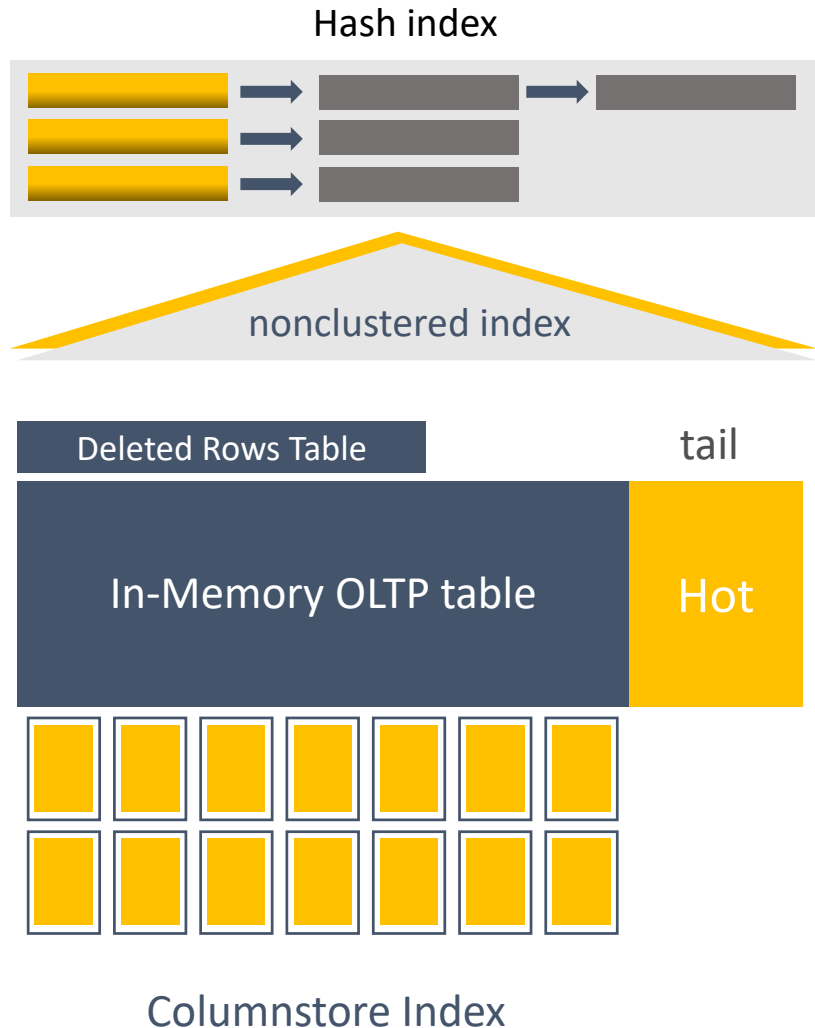 Hash index
nonclustered index
Deleted Rows Table
tail
In-Memory OLTP table
Hot
Columnstore Index